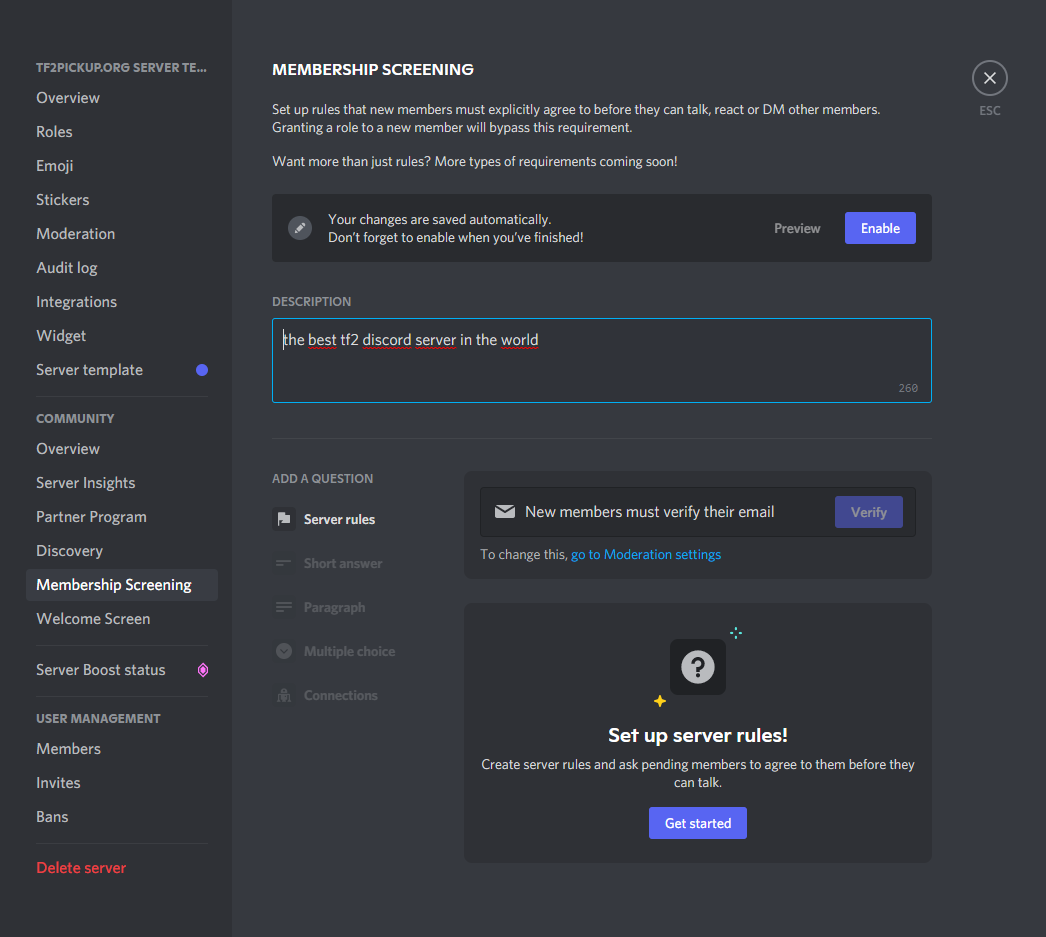 TF2PICKUP.ORG SERVER TE...
Overview
Roles
Emoji
Stickers
Moderation
Audit log
Integrations
Widget
Server template
COMMUNITY
Overview
Server Insights
Partner Program
Discovery
Membership Screening
Welcome Screen
Server Boost status
USER MANAGEMENT
Members
Invites
Bans
Delete server
MEMBERSHIP SCREENING
ESC
Set up rules that new members must explicitly agree to before they can talk, react or DM other members.
Granting a role to a new member will bypass this requirement.
Want more than just rules? More types of requirements coming soon!
Your changes are saved automatically.
Don't forget to enable when you've finished!
Preview
Enable
DESCRIPTION
the best tf2 discord server in the world
260
ADD A QUESTION
Server rules
Short answer
Paragraph
Multiple choice
Connections
New members must verify their email
Verify
To change this, go to Moderation settings
?
Set up server rules!
Create server rules and ask pending members to agree to them before they
can talk.
Get started